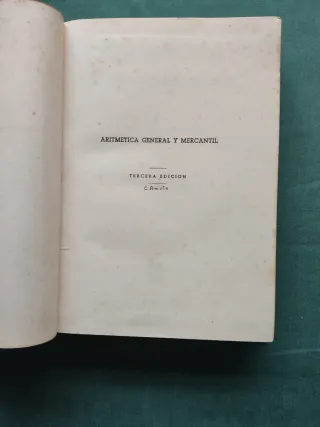 ARITMETICA GENERAL Y MERCANTIL
TERCERA EDICION